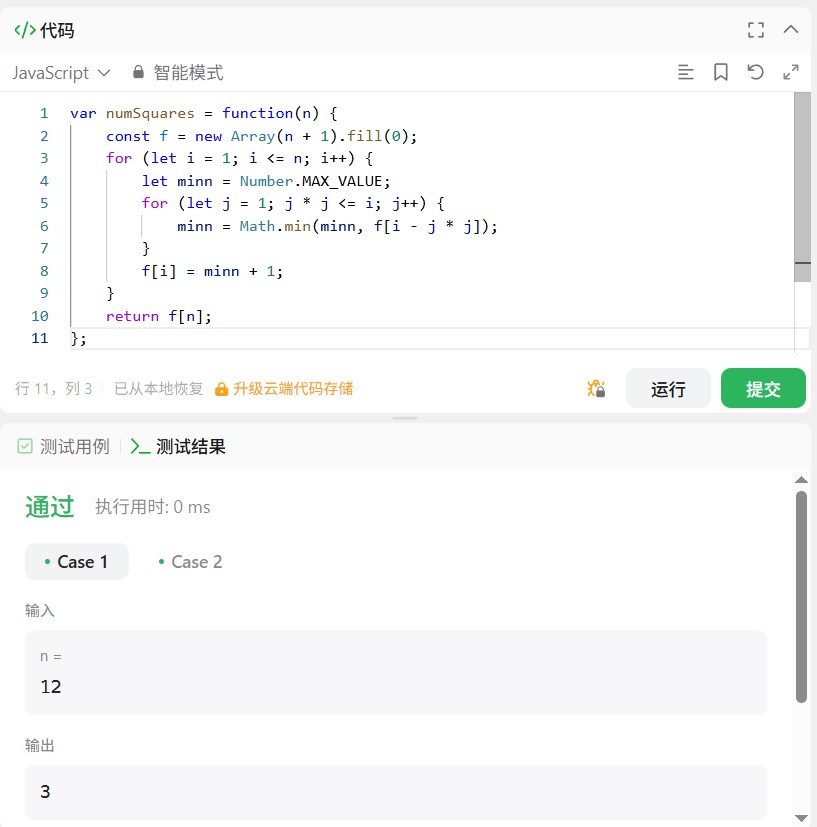 </> 代码
JavaScript 智能模式
1 var numSquares = function(n) {
2     const f = new Array(n + 1).fill(0);
3     for (let i = 1; i <= n; i++) {
4         let minn = Number.MAX_VALUE;
5         for (let j = 1; j * j <= i; j++) {
6             minn = Math.min(minn, f[i - j * j]);
7         }
8         f[i] = minn + 1;
9     }
10     return f[n];
11 };
行 11，列 3 已从本地恢复 升级云端代码存储 运行 提交
测试用例 >_ 测试结果
通过 执行用时: 0 ms
• Case 1 • Case 2
输入
n =
12
输出
3